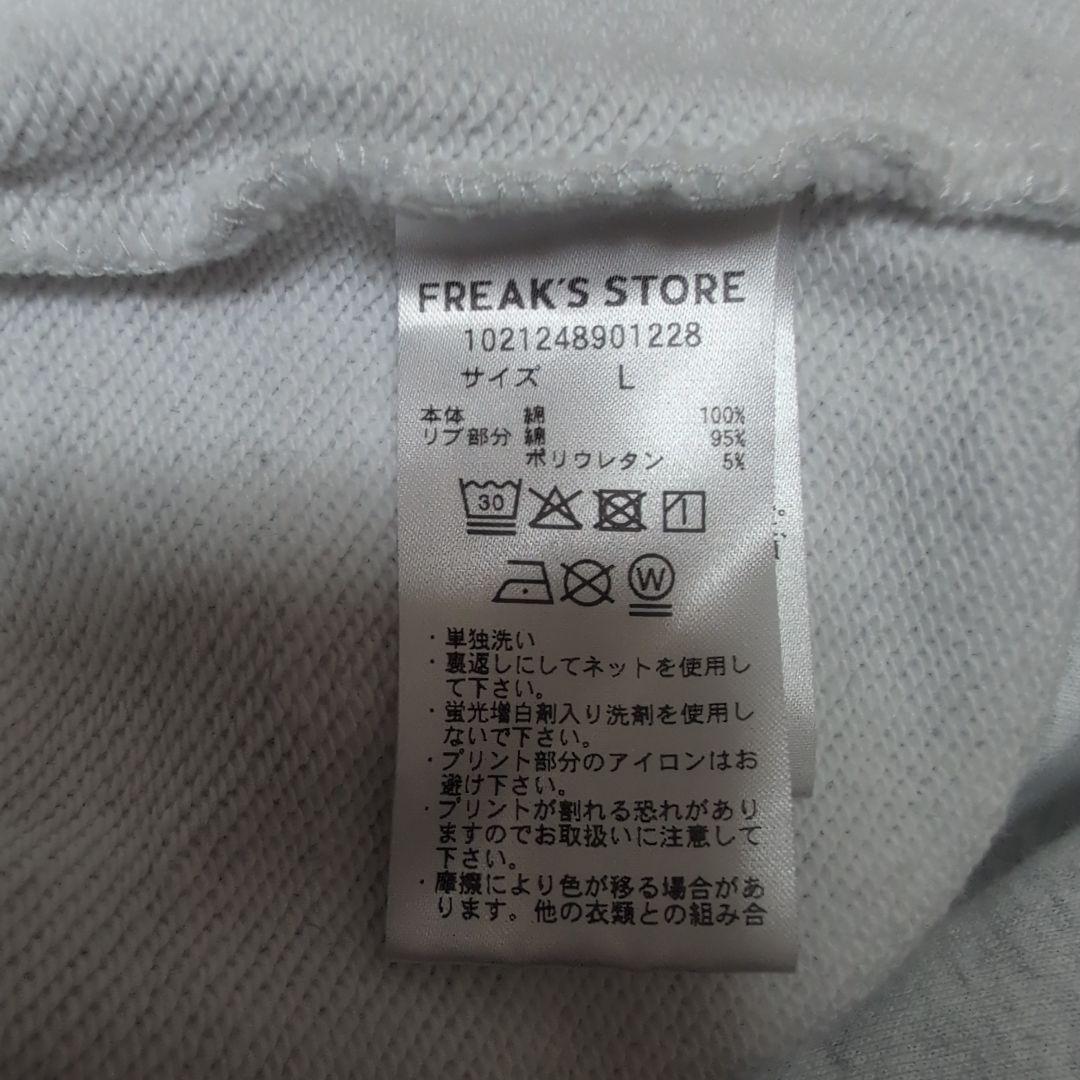 FREAK'S STORE
1021248901228
サイズ L
本体 綿 100%
リブ部分 綿 95%
ポリウレタン 5%
30
W
・単独洗い
・裏返しにしてネットを使用し
て下さい。
・蛍光増白剤入り洗剤を使用し
ないで下さい。
・プリント部分のアイロンはお
避け下さい。
・プリントが割れる恐れがあり
ますのでお取扱いに注意して
下さい。
・摩擦により色が移る場合があ
ります。他の衣類との組み合